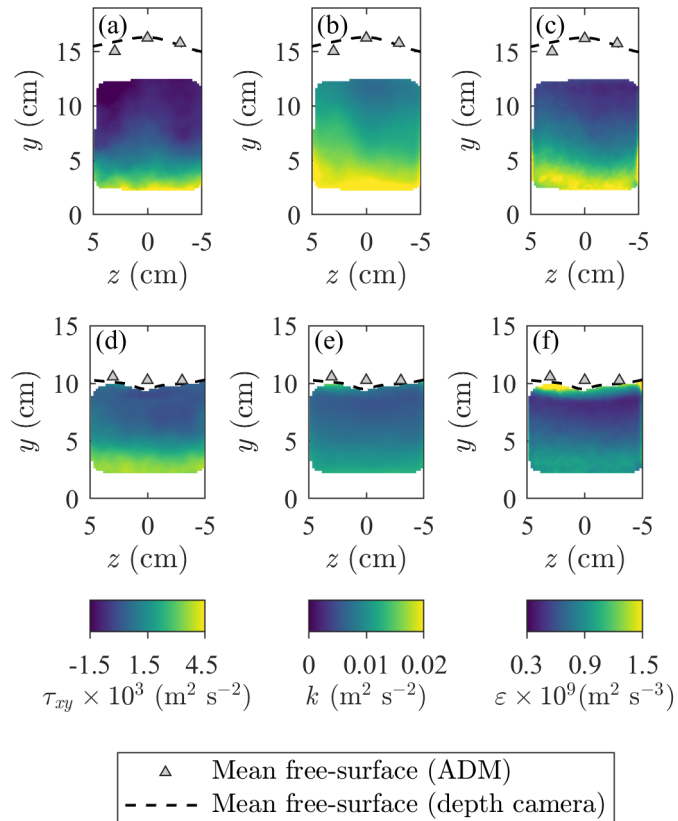 (a) (b) (c)
15 15 15
10 10 10
y (cm) y (cm) y (cm)
5 5 5
0 0 0
5 0 -5 5 0 -5 5 0 -5
z (cm) z (cm) z (cm)
15 15 15
(d) (e) (f)
10 10 10
y (cm) y (cm) y (cm)
5 5 5
0 0 0
5 0 -5 5 0 -5 5 0 -5
z (cm) z (cm) z (cm)
-1.5 1.5 4.5 0 0.01 0.02 0.3 0.9 1.5
τxy × 10³ (m² s⁻²) k (m² s⁻²) ε × 10⁹(m² s⁻³)
Mean free-surface (ADM)
Mean free-surface (depth camera)